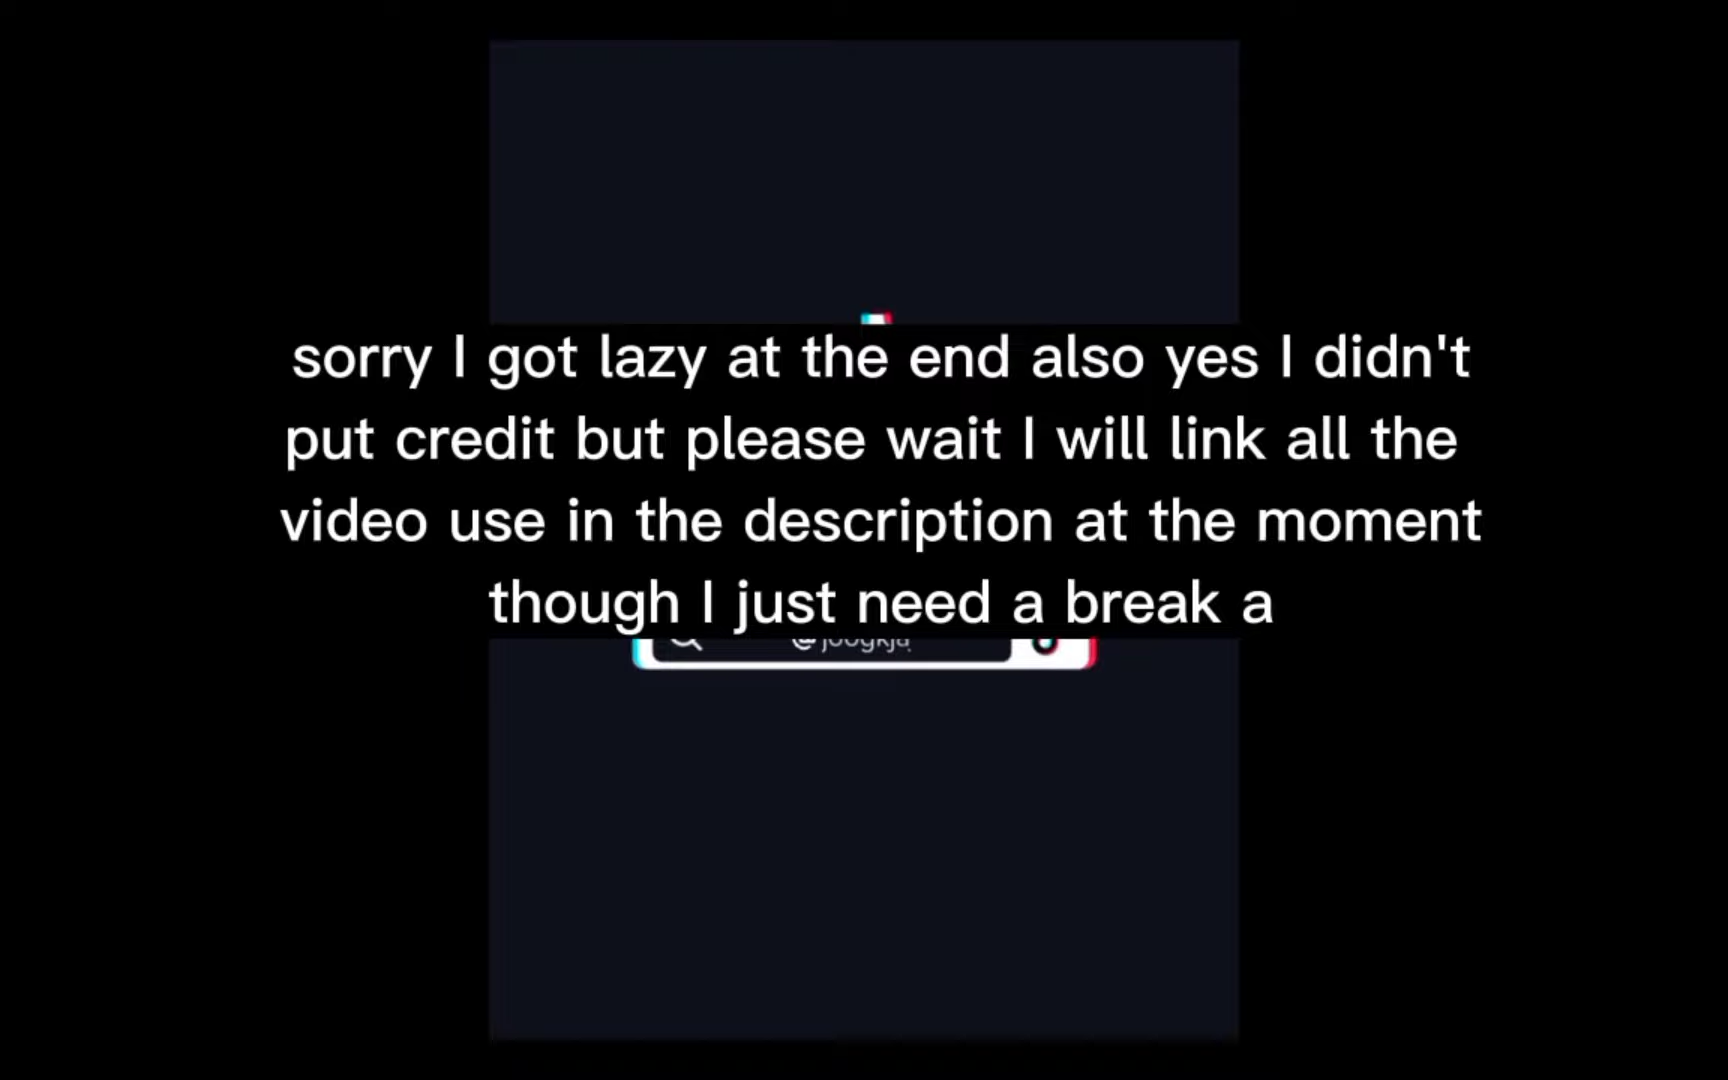 sorry I got lazy at the end also yes I didn't
put credit but please wait I will link all the
video use in the description at the moment
though I just need a break a